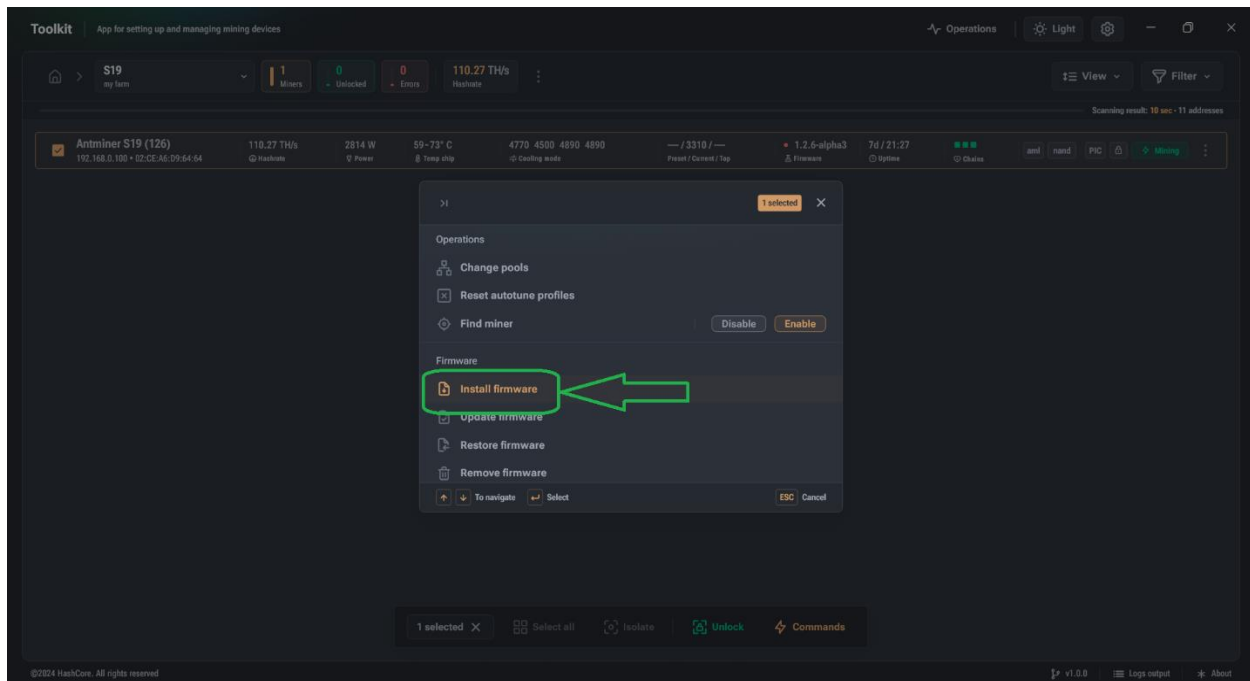 Toolkit App for setting up and managing mining devices Operations Light
S19 1 0 0 110.27 TH/s View Filter
my farm Miners Unlocked Errors Hashrate
Scanning result: 10 sec • 11 addresses
Antminer S19 (126) 110.27 TH/s 2814 W 59~73° C 4770 4500 4890 4890 — / 3310 / — 1.2.6-alpha3 7d / 21:27 aml nand PIC Mining
192.168.0.100 • 02:CE:A6:D9:64:64 Hashrate Power Temp chip Cooling mode Preset / Current / Top Firmware Uptime Chains
1 selected
Operations
Change pools
Reset autotune profiles
Find miner Disable Enable
Firmware
Install firmware
Update firmware
Restore firmware
Remove firmware
To navigate Select ESC Cancel
1 selected Select all Isolate Unlock Commands
©2024 HashCore, All rights reserved v1.0.0 Logs output About